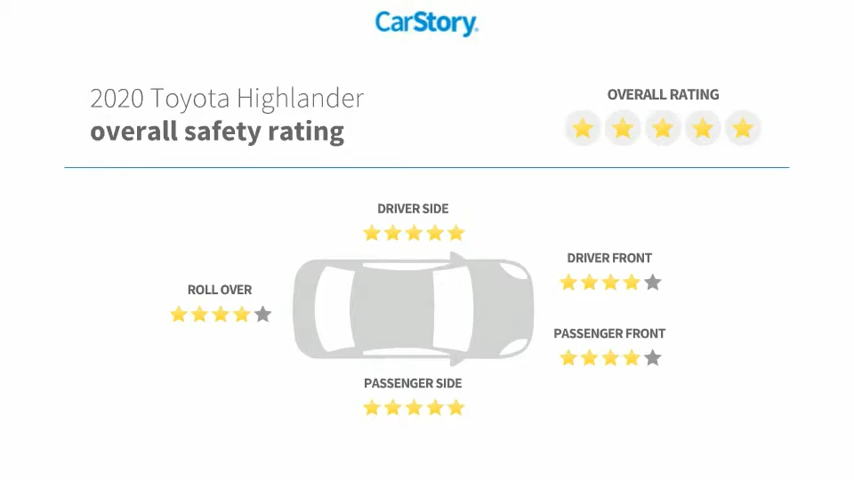 CarStory.
2020 Toyota Highlander
overall safety rating
OVERALL RATING
DRIVER SIDE
DRIVER FRONT
ROLL OVER
PASSENGER FRONT
PASSENGER SIDE